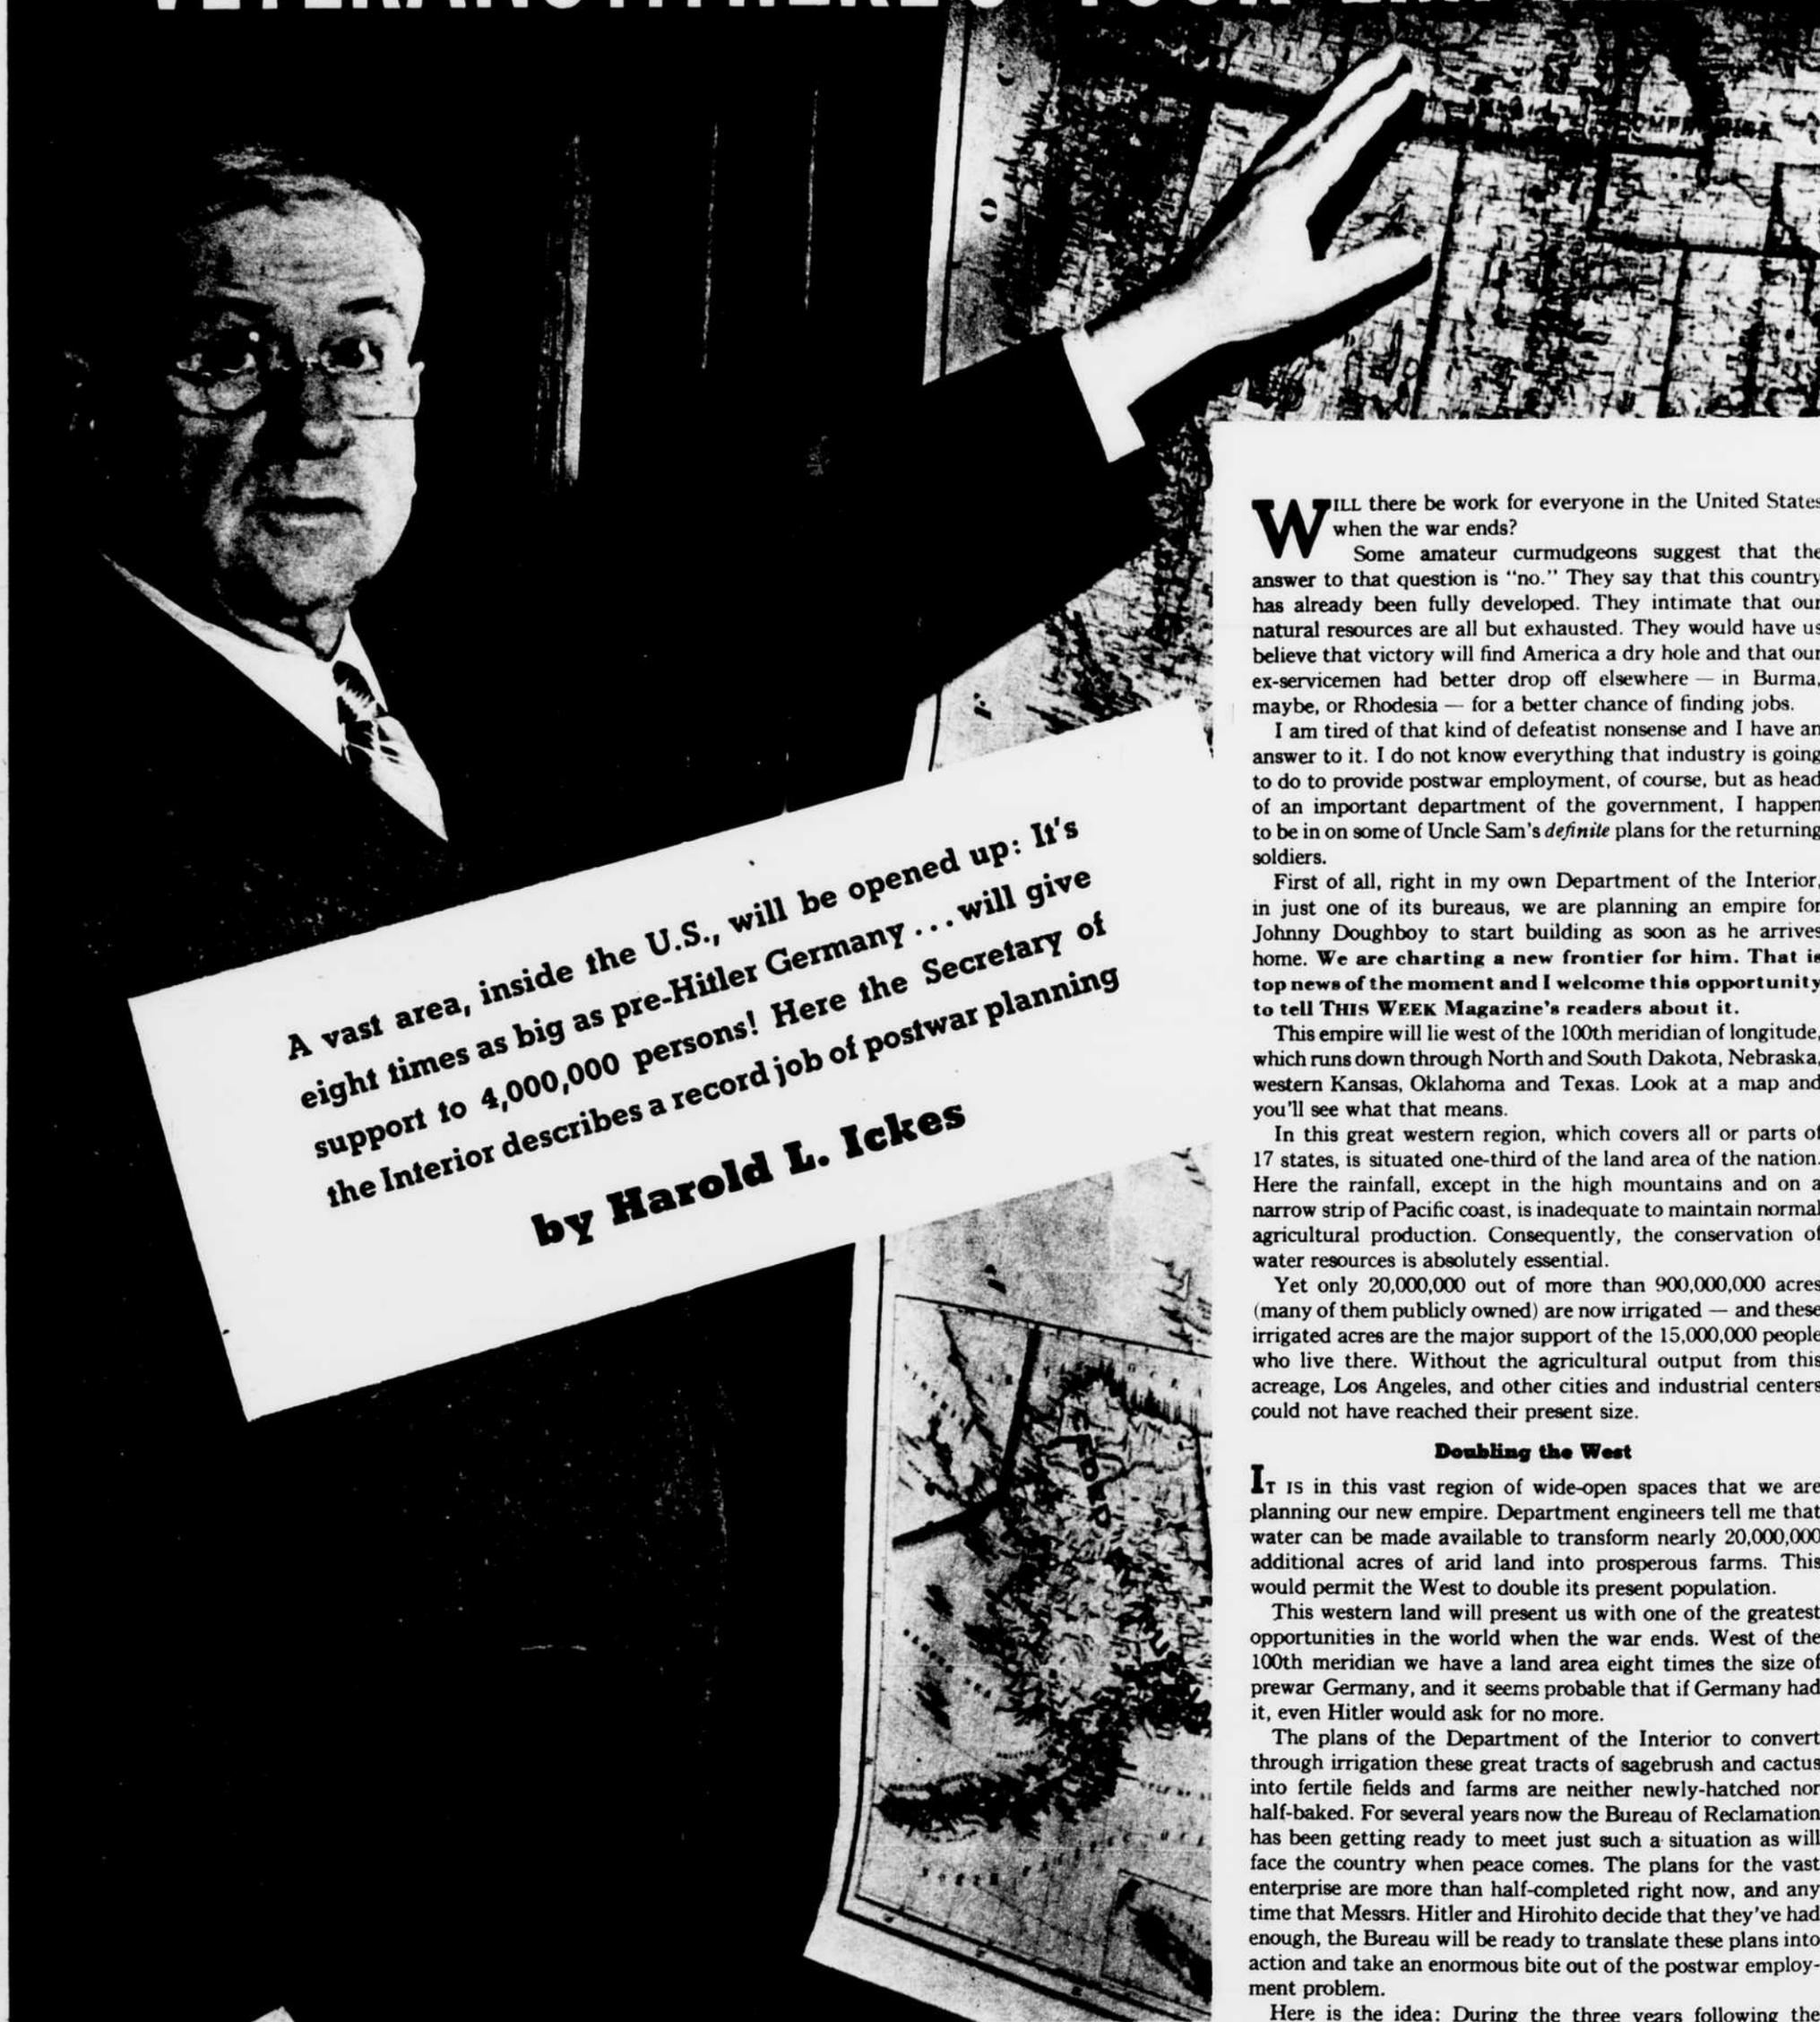 A vast area, inside the U.S., will be opened up: It's
eight times as big as pre-Hitler Germany . . . will give
support to 4,000,000 persons! Here the Secretary of
the Interior describes a record job of postwar planning
by Harold L. Ickes
WILL there be work for everyone in the United States
when the war ends?
Some amateur curmudgeons suggest that the
answer to that question is “no.” They say that this country
has already been fully developed. They intimate that our
natural resources are all but exhausted. They would have us
believe that victory will find America a dry hole and that our
ex-servicemen had better drop off elsewhere — in Burma,
maybe, or Rhodesia — for a better chance of finding jobs.
I am tired of that kind of defeatist nonsense and I have an
answer to it. I do not know everything that industry is going
to do to provide postwar employment, of course, but as head
of an important department of the government, I happen
to be in on some of Uncle Sam's definite plans for the returning
soldiers.
First of all, right in my own Department of the Interior,
in just one of its bureaus, we are planning an empire for
Johnny Doughboy to start building as soon as he arrives
home. We are charting a new frontier for him. That is
top news of the moment and I welcome this opportunity
to tell THIS WEEK Magazine's readers about it.
This empire will lie west of the 100th meridian of longitude,
which runs down through North and South Dakota, Nebraska,
western Kansas, Oklahoma and Texas. Look at a map and
you'll see what that means.
In this great western region, which covers all or parts of
17 states, is situated one-third of the land area of the nation.
Here the rainfall, except in the high mountains and on a
narrow strip of Pacific coast, is inadequate to maintain normal
agricultural production. Consequently, the conservation of
water resources is absolutely essential.
Yet only 20,000,000 out of more than 900,000,000 acres
(many of them publicly owned) are now irrigated — and these
irrigated acres are the major support of the 15,000,000 people
who live there. Without the agricultural output from this
acreage, Los Angeles, and other cities and industrial centers
could not have reached their present size.
Doubling the West
IT IS in this vast region of wide-open spaces that we are
planning our new empire. Department engineers tell me that
water can be made available to transform nearly 20,000,000
additional acres of arid land into prosperous farms. This
would permit the West to double its present population.
This western land will present us with one of the greatest
opportunities in the world when the war ends. West of the
100th meridian we have a land area eight times the size of
prewar Germany, and it seems probable that if Germany had
it, even Hitler would ask for no more.
The plans of the Department of the Interior to convert
through irrigation these great tracts of sagebrush and cactus
into fertile fields and farms are neither newly-hatched nor
half-baked. For several years now the Bureau of Reclamation
has been getting ready to meet just such a situation as will
face the country when peace comes. The plans for the vast
enterprise are more than half-completed right now, and any
time that Messrs. Hitler and Hirohito decide that they've had
enough, the Bureau will be ready to translate these plans into
action and take an enormous bite out of the postwar employ-
ment problem.
Here is the idea: During the three years following the